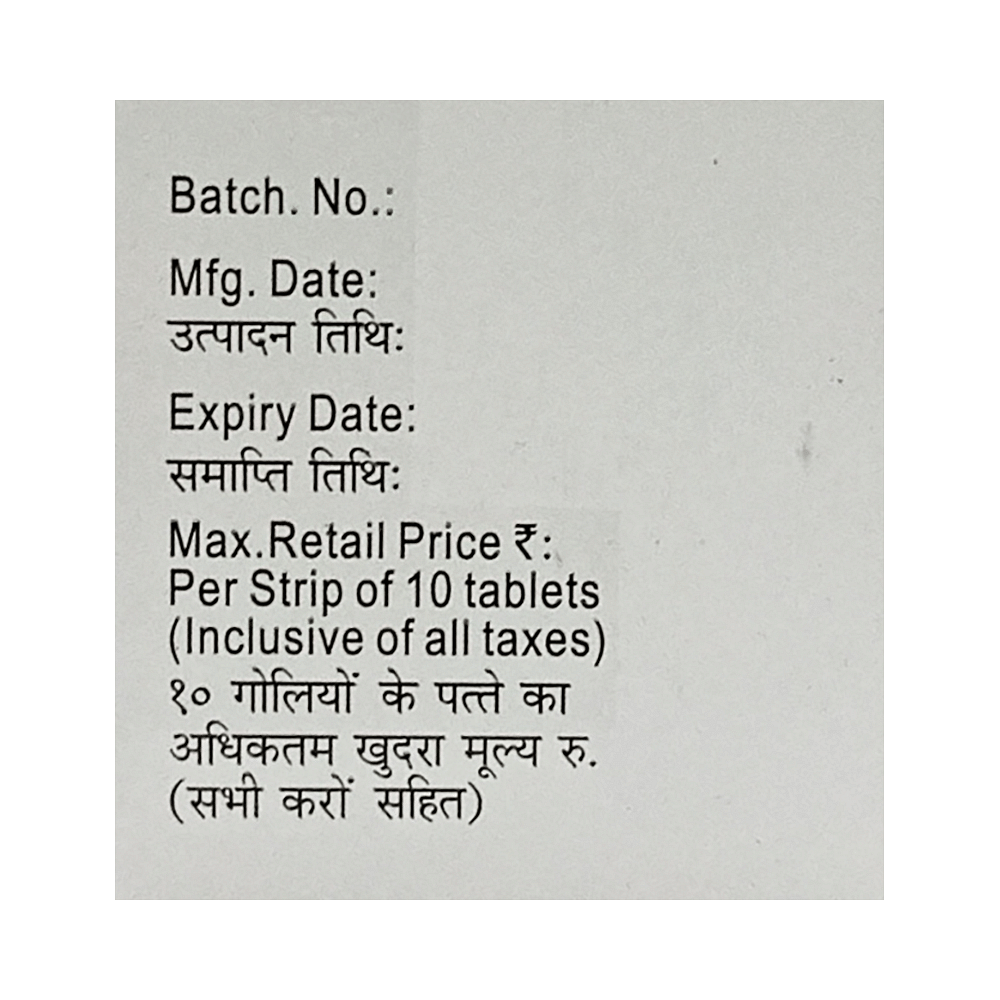 Batch. No.:
Mfg. Date:
उत्पादन तिथिः
Expiry Date:
समाप्ति तिथिः
Max.Retail Price ₹:
Per Strip of 10 tablets
(Inclusive of all taxes)
१० गोलियों के पत्त्ते का
अधिकतम खुदरा मूल्य रु.
(सभी करों सहित)